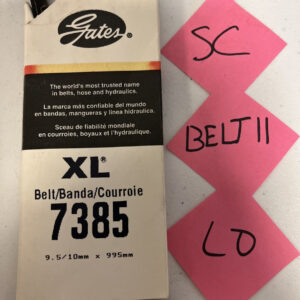 Gates®
The world's most trusted name
in belts, hose and hydraulics.
La marca más confiable del mundo
en bandas, mangueras y línea hidraulica.
Sceau de fiabilité mondiale
en courroies, boyaux et l'hydraulique.
XL®
Belt/Banda/Courroie
7385
9.5/10mm x 995mm
SC
BELT 11
LO